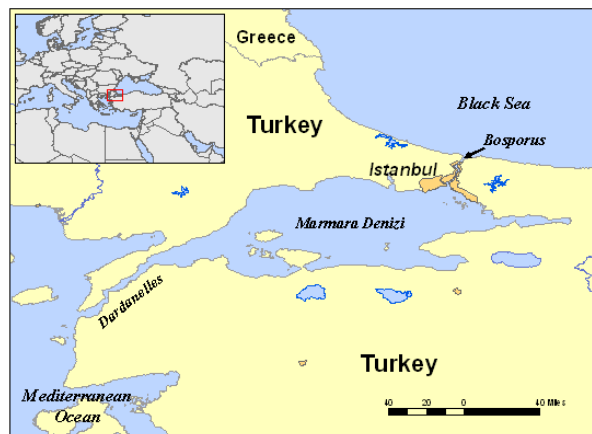 Greece
Black Sea
Turkey
Bosporus
Istanbul
Marmara Denizi
Dardanelles
Turkey
Mediterranean
Ocean
40 20 0 40 Miles